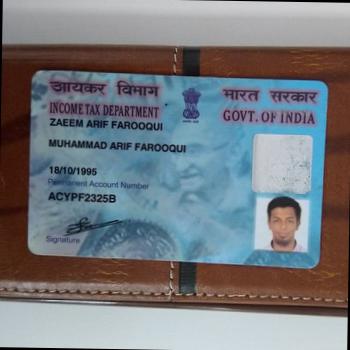 आयकर विभाग
भारत सरकार
INCOME TAX DEPARTMENT
GOVT. OF INDIA
ZAEEM ARIF FAROOQUI
MUHAMMAD ARIF FAROOQUI
18/10/1995
Permanent Account Number
ACYPF2325B
Signature